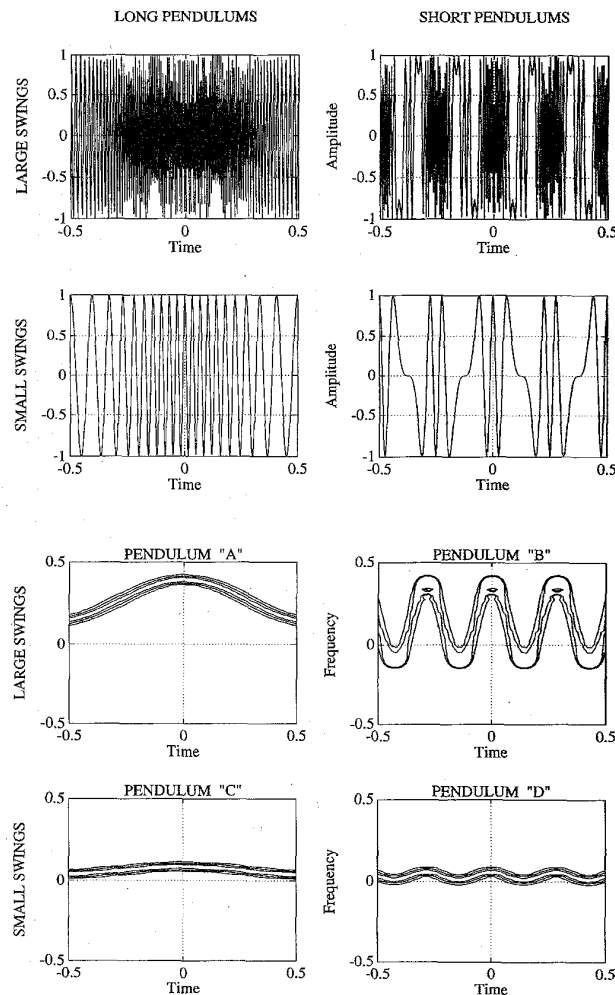 LONG PENDULUMS
SHORT PENDULUMS
LARGE SWINGS
1
0.5
0
-0.5
-1
-0.5
0
0.5
Time
Amplitude
1
0.5
0
-0.5
-1
-0.5
0
0.5
Time
SMALL SWINGS
1
0.5
0
-0.5
-1
-0.5
0
0.5
Time
Amplitude
1
0.5
0
-0.5
-1
-0.5
0
0.5
Time
PENDULUM "A"
LARGE SWINGS
0.5
0
-0.5
-0.5
0
0.5
Time
PENDULUM "B"
Frequency
0.5
0
-0.5
-0.5
0
0.5
Time
PENDULUM "C"
SMALL SWINGS
0.5
0
-0.5
-0.5
0
0.5
Time
PENDULUM "D"
Frequency
0.5
0
-0.5
-0.5
0
0.5
Time